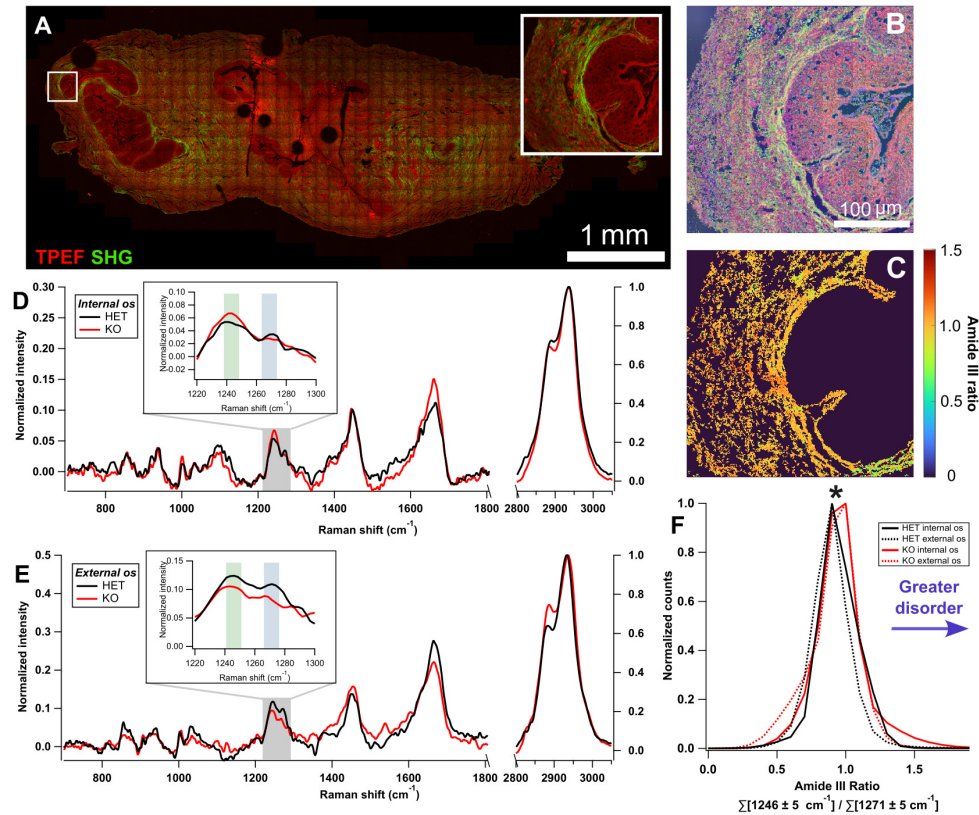 A
TPEF SHG
1 mm
B
100 µm
C
1.5
1.0
0.5
0
Amide III ratio
D
Internal os
HET
KO
Normalized intensity
0.30
0.25
0.20
0.15
0.10
0.05
0.00
0.10
0.08
0.06
0.04
0.02
0.00
-0.02
Normalized intensity
1220 1240 1260 1280 1300
Raman shift (cm-1)
1.0
0.8
0.6
0.4
0.2
0.0
800 1000 1200 1400 1600 1800
2800 2900 3000
Raman shift (cm-1)
E
External os
HET
KO
Normalized intensity
0.5
0.4
0.3
0.2
0.1
0.0
0.15
0.10
0.05
0.00
Normalized intensity
1220 1240 1260 1280 1300
Raman shift (cm-1)
1.0
0.8
0.6
0.4
0.2
0.0
800 1000 1200 1400 1600 1800
2800 2900 3000
Raman shift (cm-1)
F
*
HET internal os
HET external os
KO internal os
KO external os
Greater
disorder
Normalized counts
1.0
0.8
0.6
0.4
0.2
0.0
0.0 0.5 1.0 1.5
Amide III Ratio
∑[1246 ± 5 cm-1] / ∑[1271 ± 5 cm-1]